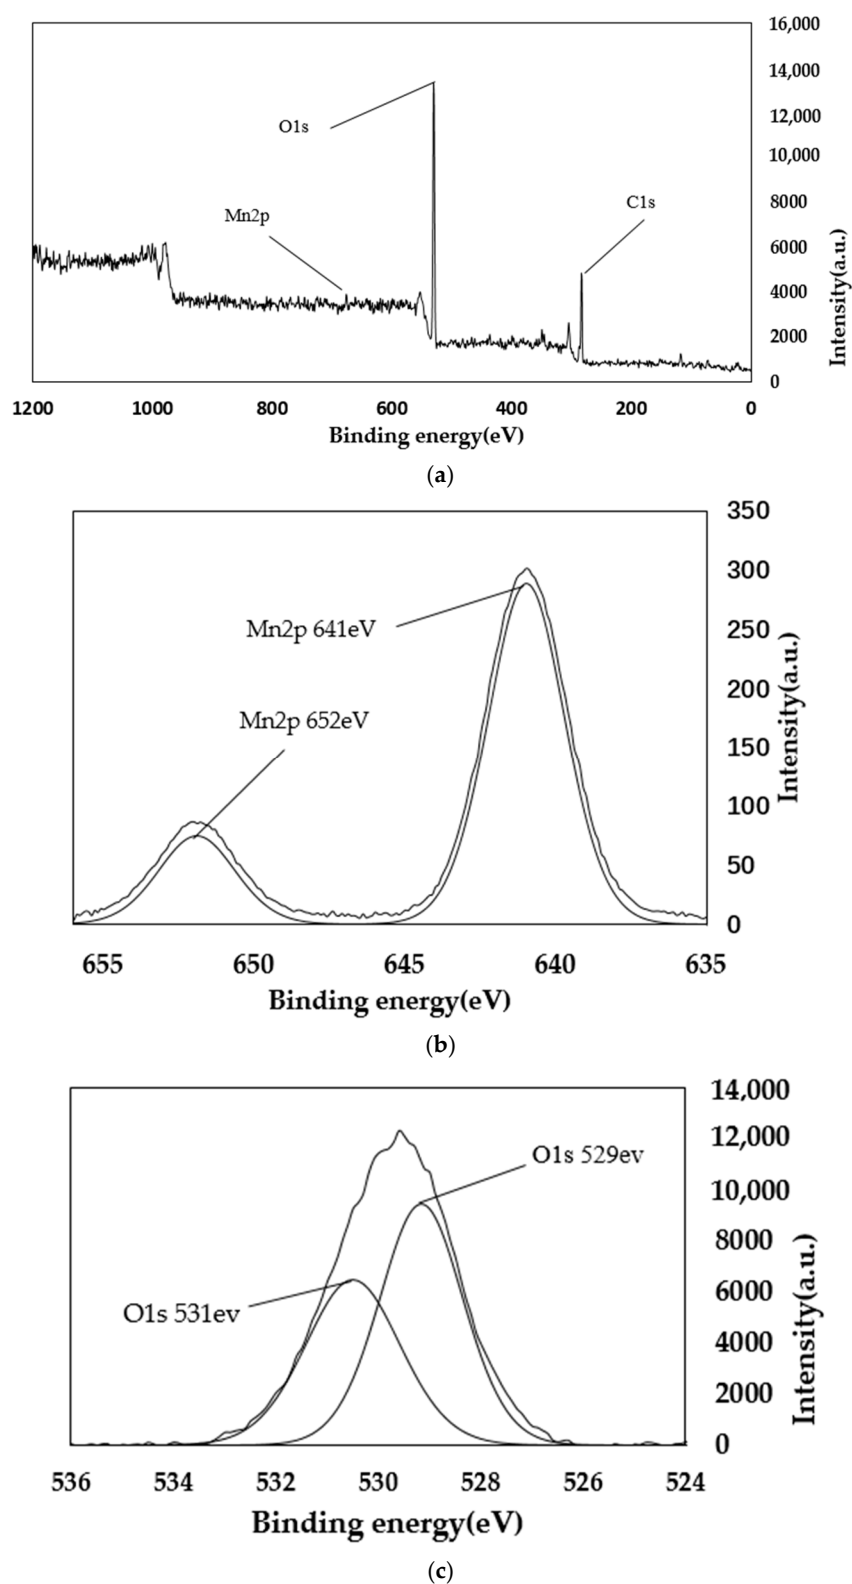 16,000
14,000
12,000
10,000
8000
6000
4000
2000
0
Intensity(a.u.)
O1s
Mn2p
C1s
1200 1000 800 600 400 200 0
Binding energy(eV)
(a)
350
300
250
200
150
100
50
0
Intensity(a.u.)
Mn2p 641eV
Mn2p 652eV
655 650 645 640 635
Binding energy(eV)
(b)
14,000
12,000
10,000
8000
6000
4000
2000
0
Intensity(a.u.)
O1s 529ev
O1s 531ev
536 534 532 530 528 526 524
Binding energy(eV)
(c)